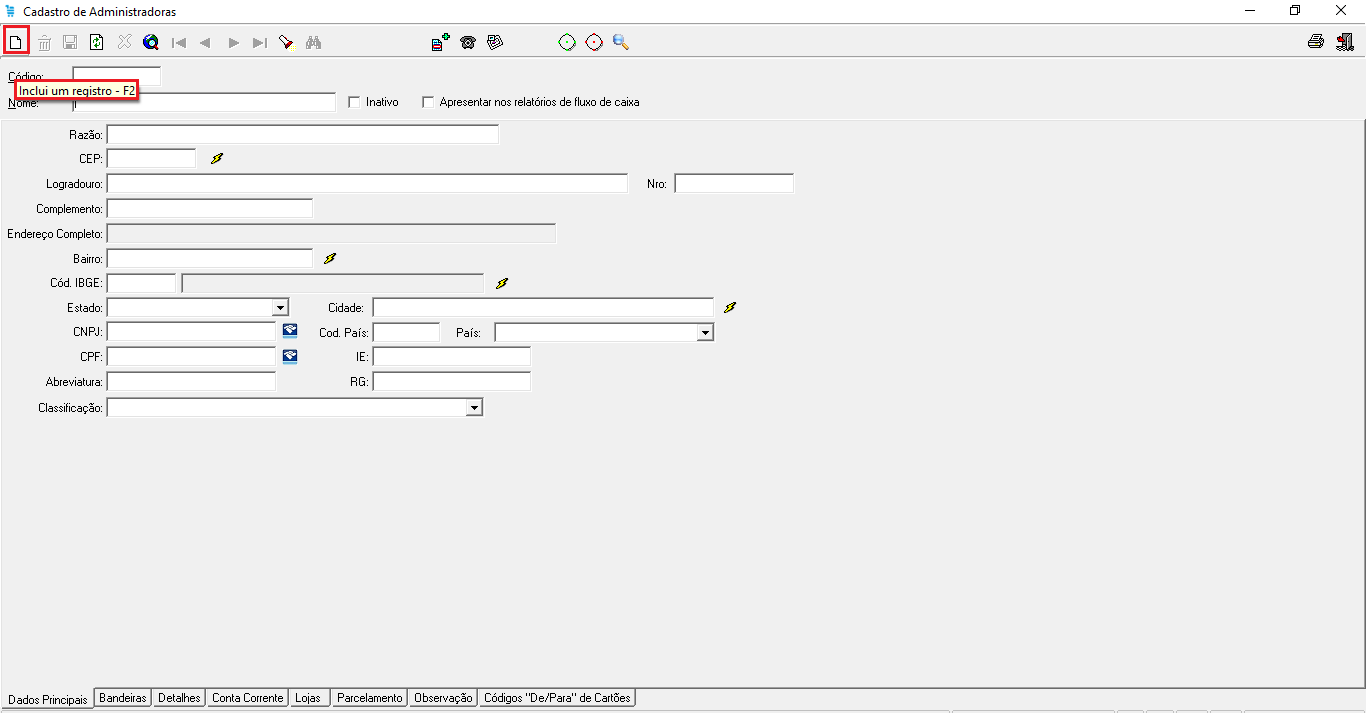 Cadastro de Administradoras
Código:
Inclui um registro - F2
Nome: Inativo Apresentar nos relatórios de fluxo de caixa
Razão:
CEP:
Logradouro: Nro:
Complemento:
Endereço Completo:
Bairro:
Cód. IBGE:
Estado: Cidade:
CNPJ: Cod. País: País:
CPF: IE:
Abreviatura: RG:
Classificação:
Dados Principais Bandeiras Detalhes Conta Corrente Lojas Parcelamento Observação Códigos "De/Para" de Cartões